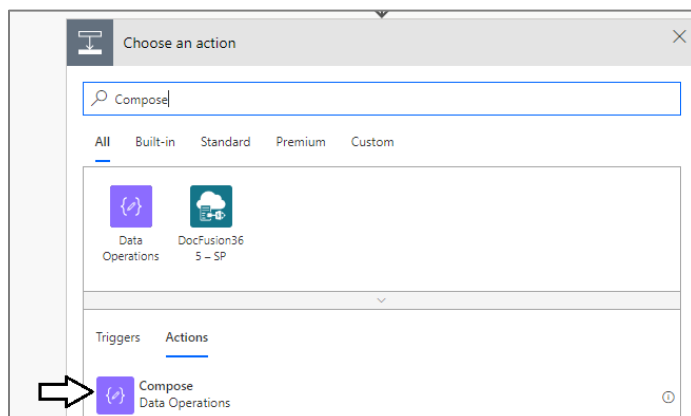 Choose an action
Compose
All Built-in Standard Premium Custom
Data
Operations
DocFusion36
5 – SP
Triggers Actions
Compose
Data Operations